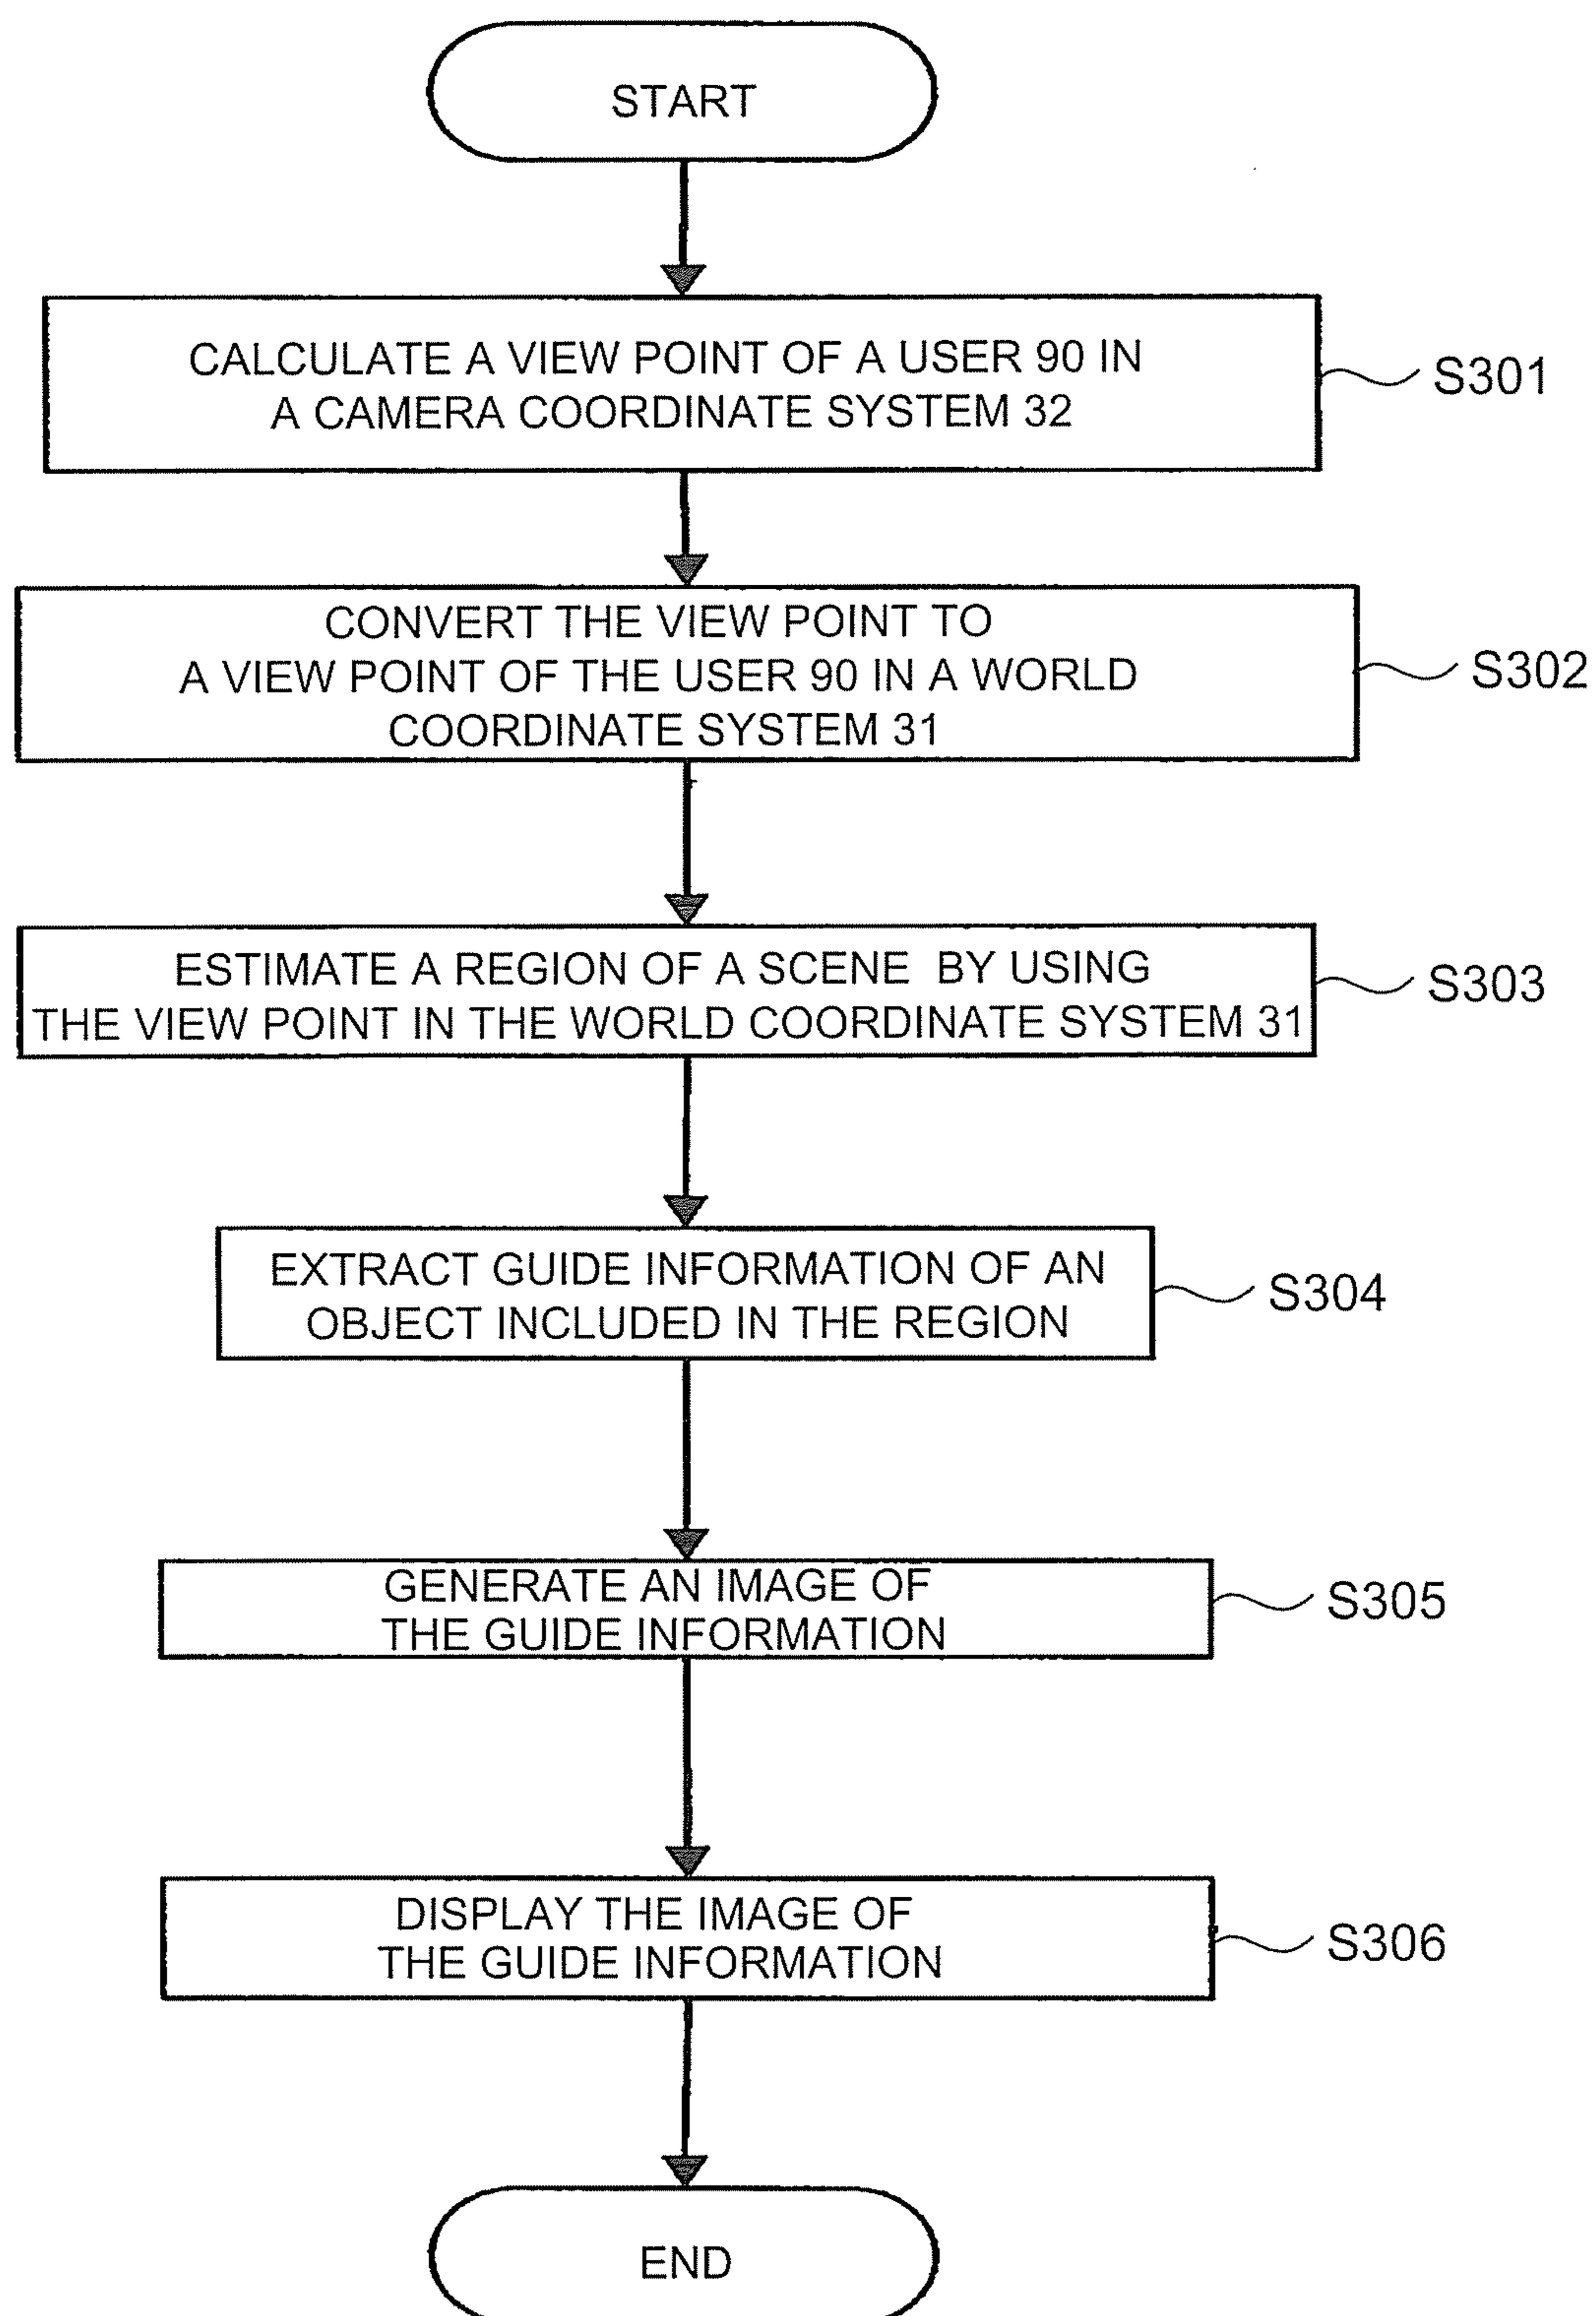 START
CALCULATE A VIEW POINT OF A USER 90 IN
A CAMERA COORDINATE SYSTEM 32
S301
CONVERT THE VIEW POINT TO
A VIEW POINT OF THE USER 90 IN A WORLD
COORDINATE SYSTEM 31
S302
ESTIMATE A REGION OF A SCENE BY USING
THE VIEW POINT IN THE WORLD COORDINATE SYSTEM 31
S303
EXTRACT GUIDE INFORMATION OF AN
OBJECT INCLUDED IN THE REGION
S304
GENERATE AN IMAGE OF
THE GUIDE INFORMATION
S305
DISPLAY THE IMAGE OF
THE GUIDE INFORMATION
S306
END